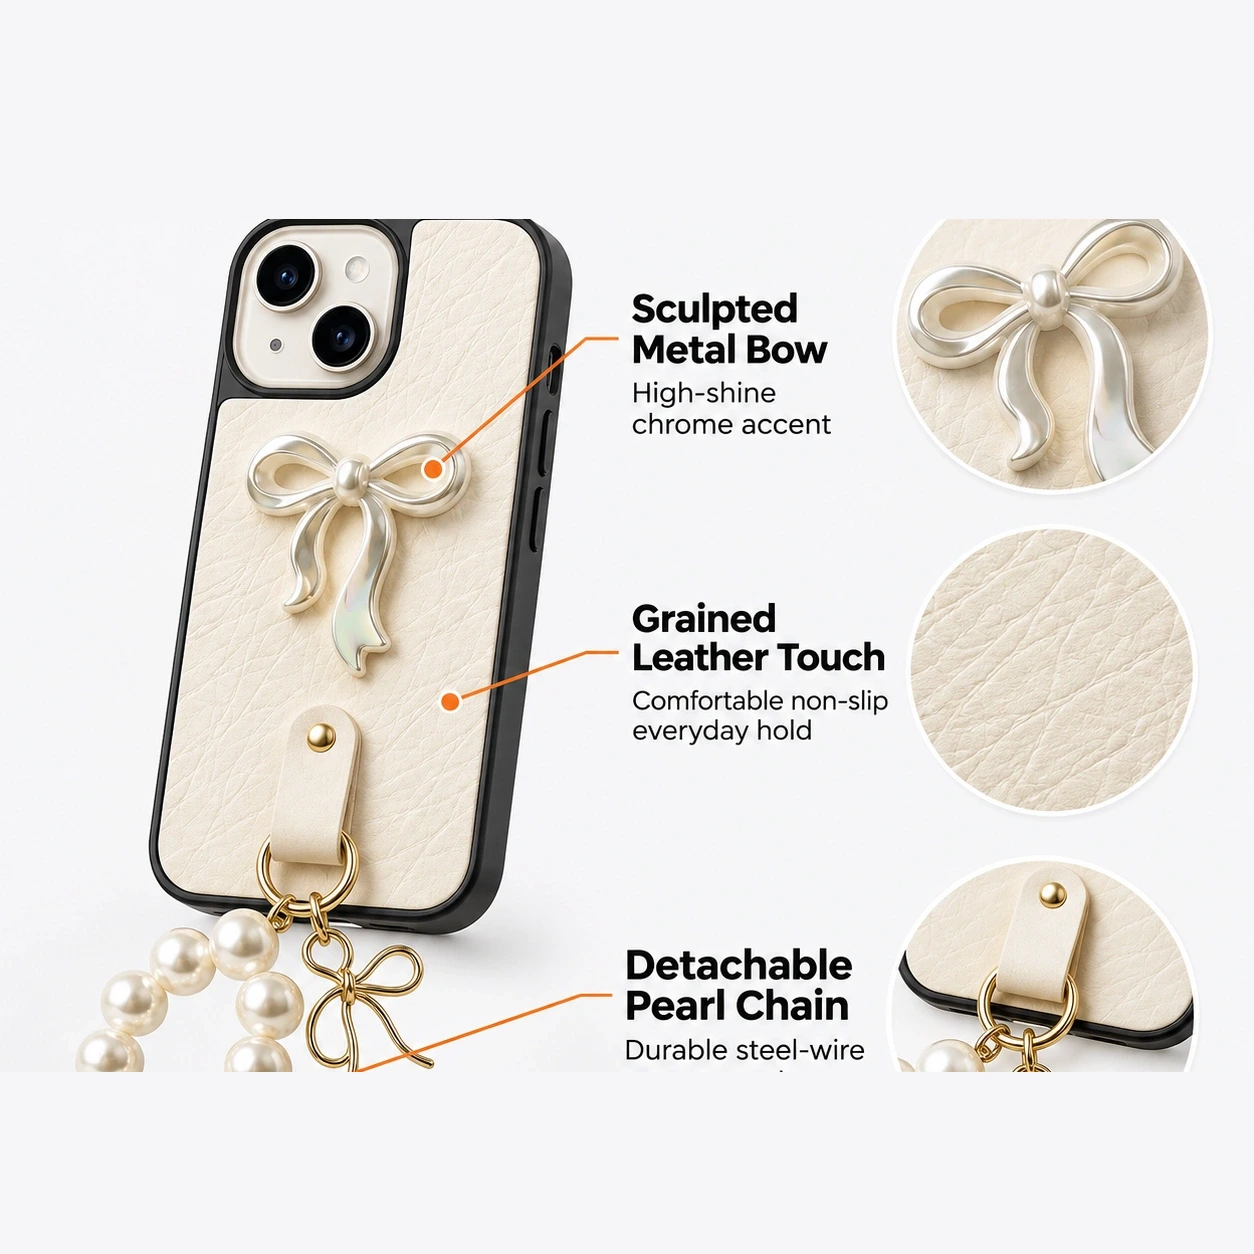 Sculpted
Metal Bow
High-shine
chrome accent
Grained
Leather Touch
Comfortable non-slip
everyday hold
Detachable
Pearl Chain
Durable steel-wire